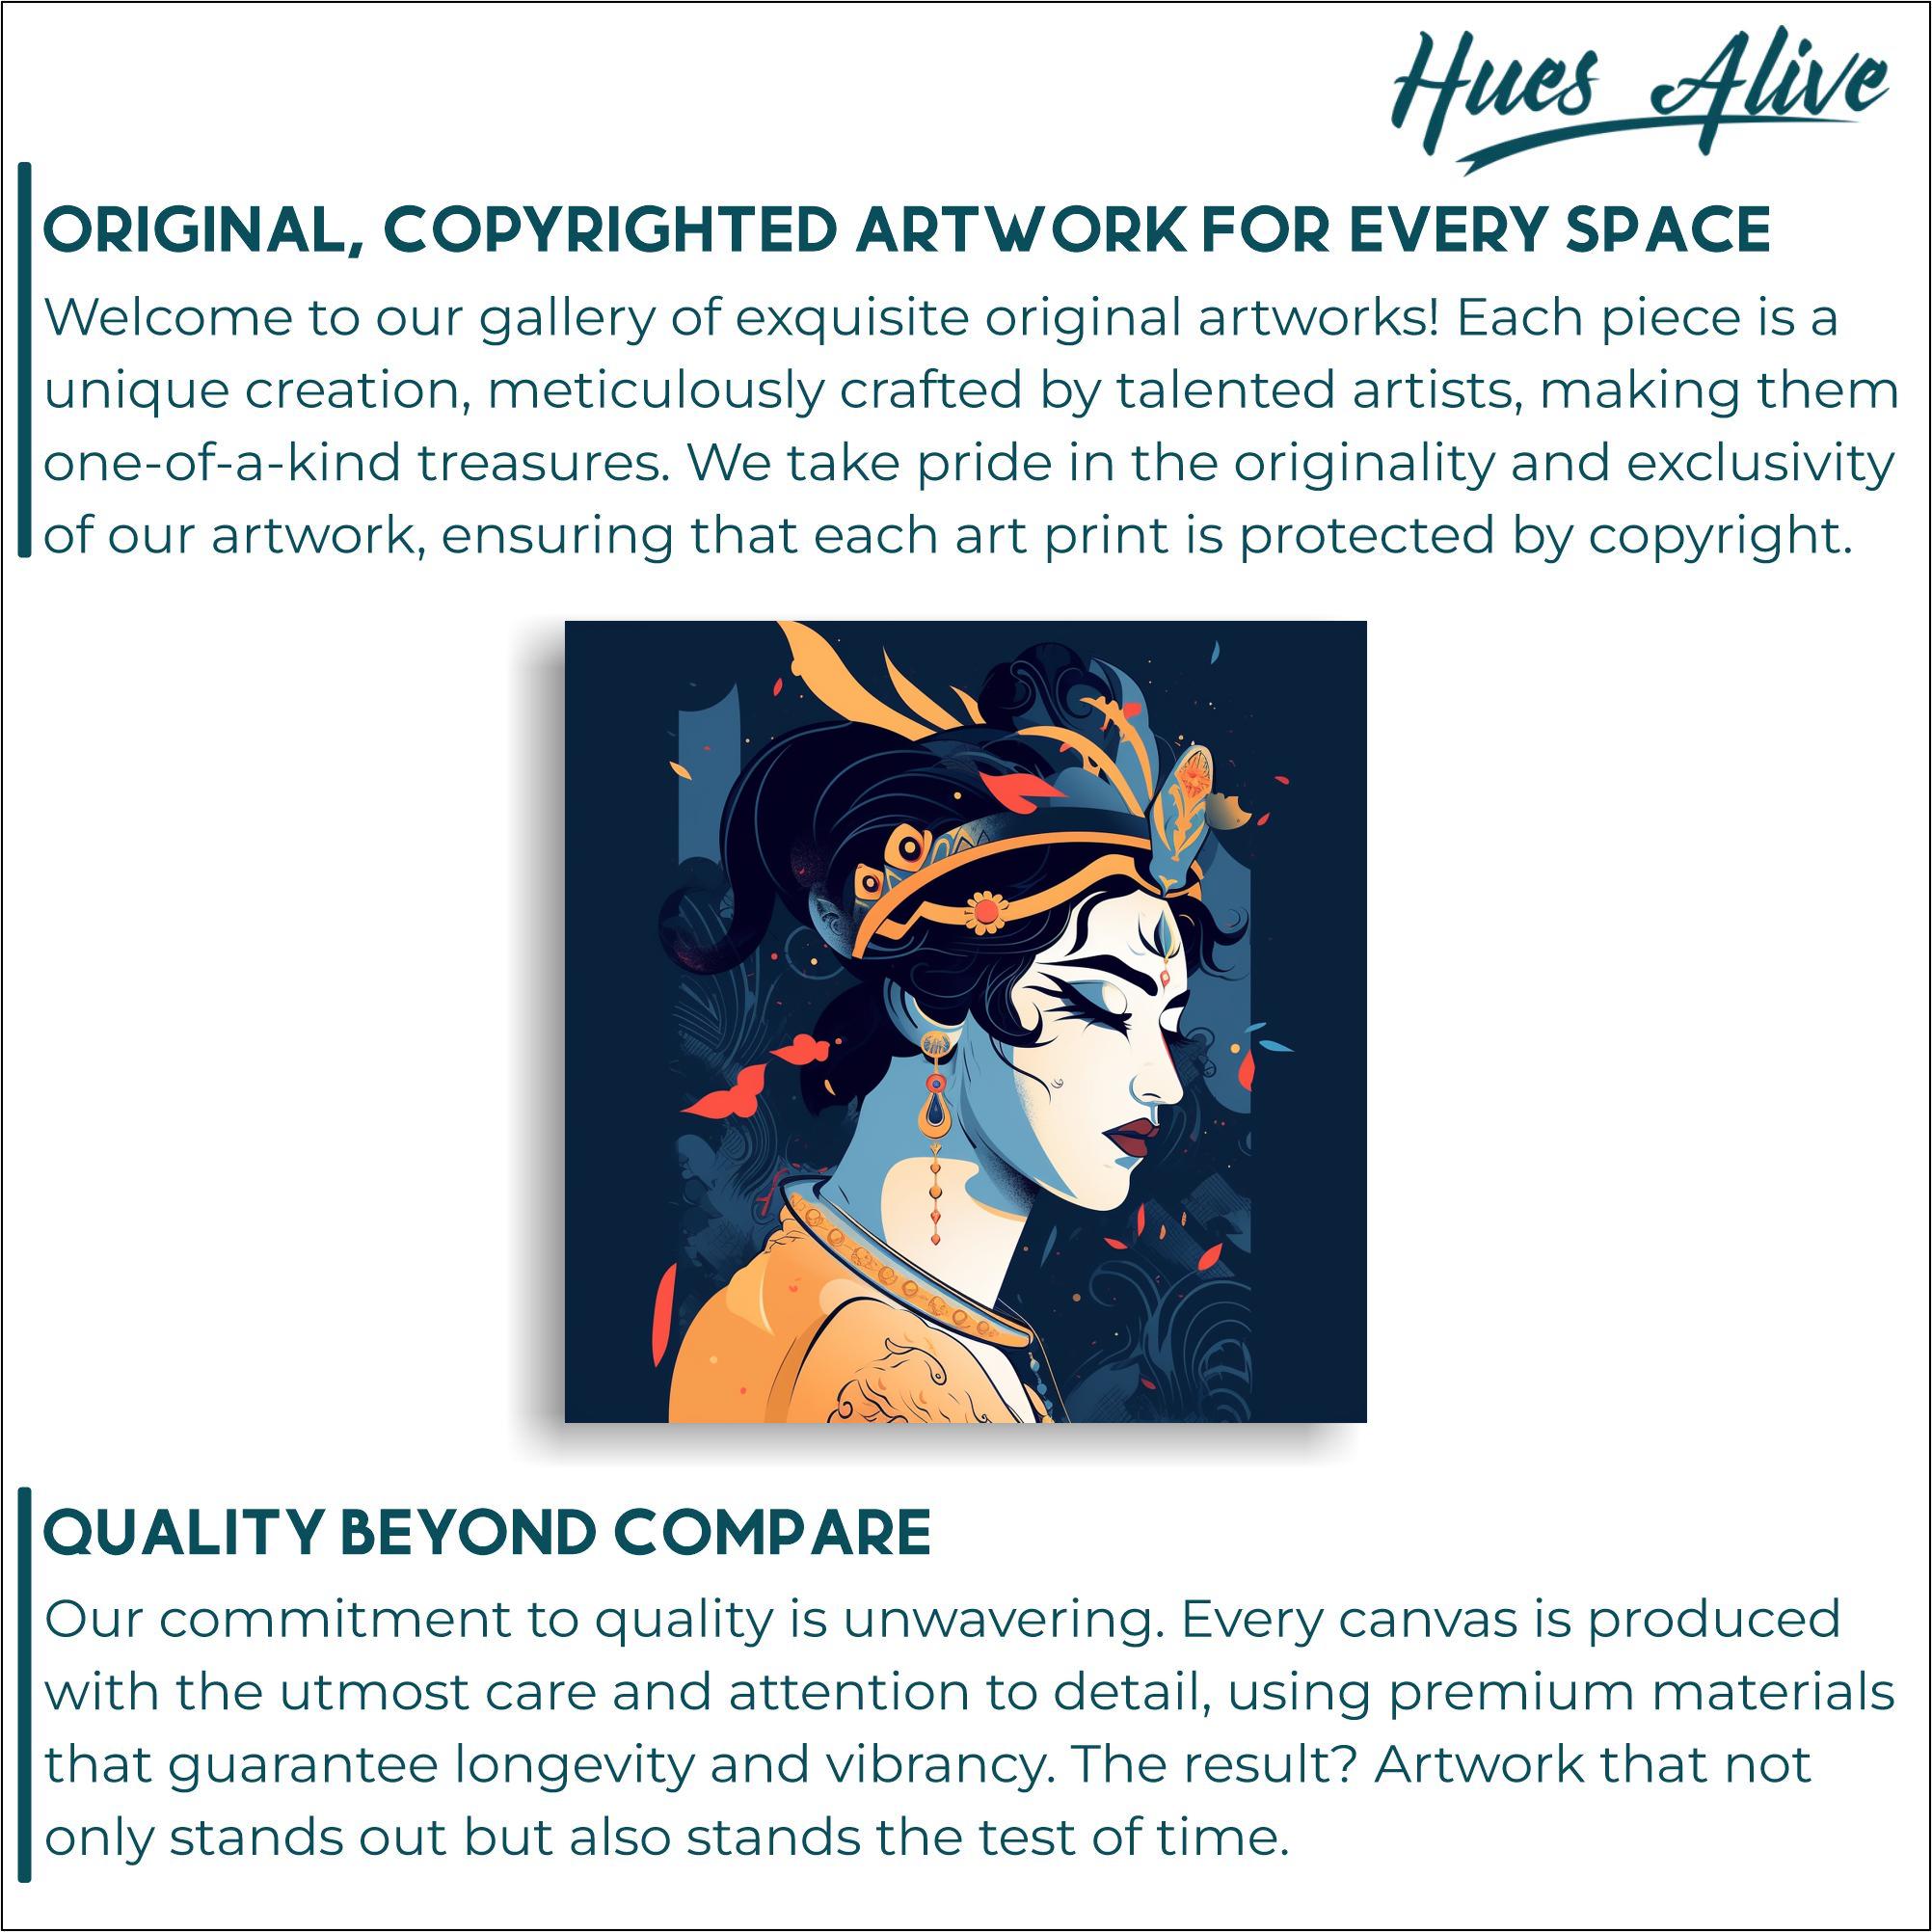 Hues Alive
ORIGINAL, COPYRIGHTED ARTWORK FOR EVERY SPACE
Welcome to our gallery of exquisite original artworks! Each piece is a
unique creation, meticulously crafted by talented artists, making them
one-of-a-kind treasures. We take pride in the originality and exclusivity
of our artwork, ensuring that each art print is protected by copyright.
QUALITY BEYOND COMPARE
Our commitment to quality is unwavering. Every canvas is produced
with the utmost care and attention to detail, using premium materials
that guarantee longevity and vibrancy. The result? Artwork that not
only stands out but also stands the test of time.